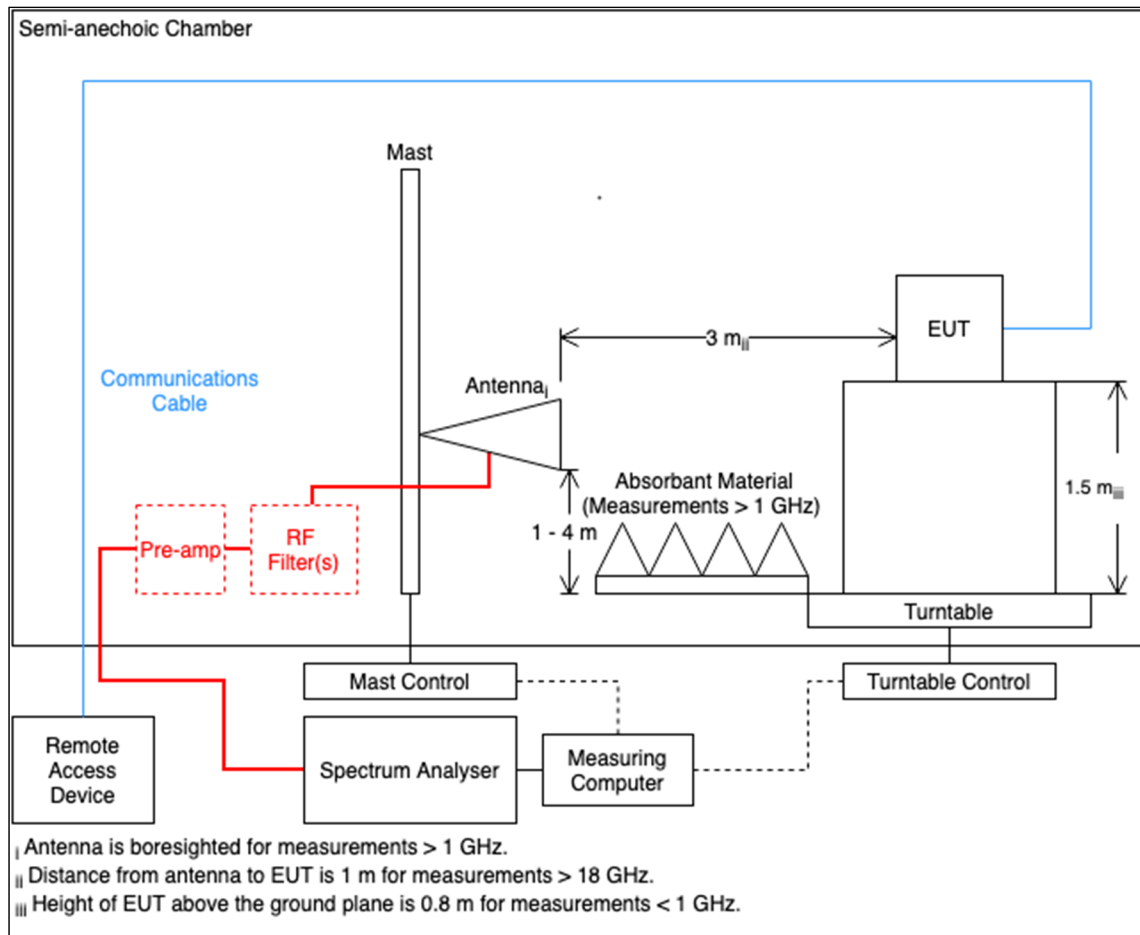 Semi-anechoic Chamber
Mast
EUT
3 m ii
Communications
Cable
Antenna i
Absorbant Material
(Measurements > 1 GHz)
1.5 m iii
1 - 4 m
Pre-amp
RF
Filter(s)
Turntable
Mast Control
Turntable Control
Remote
Access
Device
Spectrum Analyser
Measuring
Computer
i Antenna is boresighted for measurements > 1 GHz.
ii Distance from antenna to EUT is 1 m for measurements > 18 GHz.
iii Height of EUT above the ground plane is 0.8 m for measurements < 1 GHz.